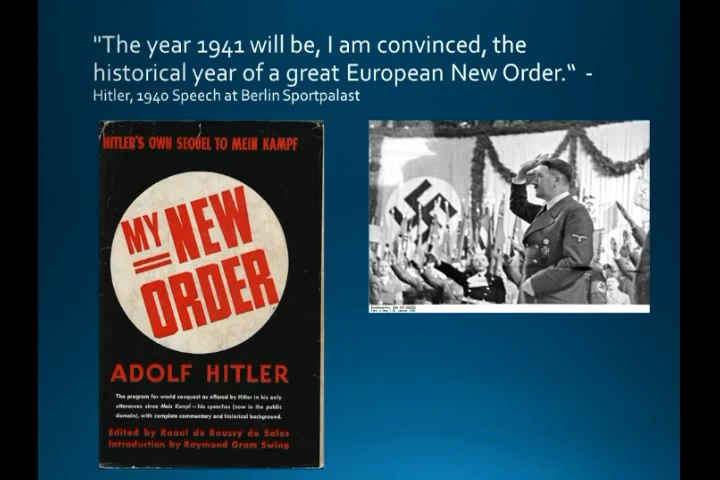 "The year 1941 will be, I am convinced, the
historical year of a great European New Order.“ -
Hitler, 1940 Speech at Berlin Sportpalast
HITLER'S OWN SEQUEL TO MEIN KAMPF
MY NEW
ORDER
ADOLF HITLER
The program for world conquest as offered by Hitler in his only
utterances since Mein Kampf—his speeches (now in the public
domain), with complete commentary and historical background.
Edited by Raoul de Roussy de Sales
Introduction by Raymond Gram Swing